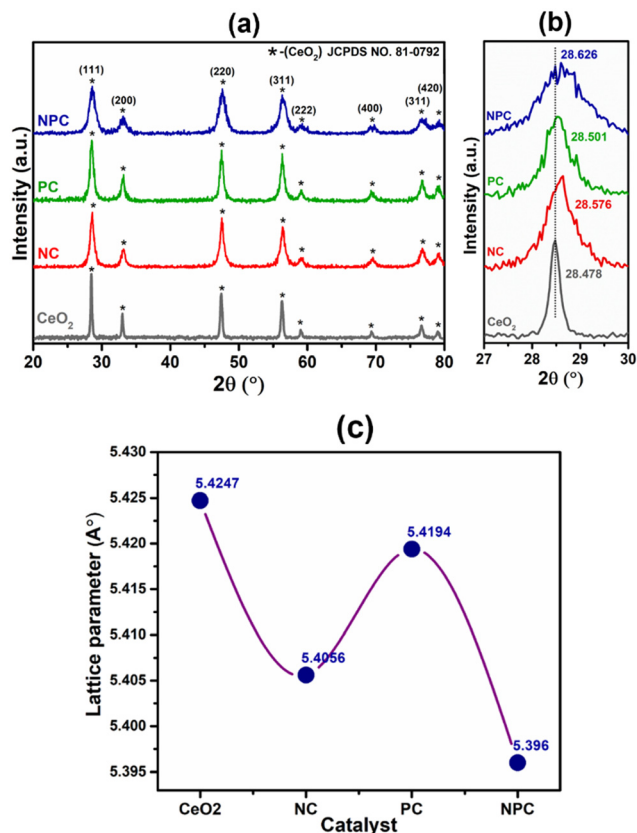 (a)
*-(CeO2) JCPDS NO. 81-0792
(111)
(200)
(220)
(311)
(222)
(400)
(311)
(420)
NPC
PC
NC
CeO2
Intensity (a.u.)
20 30 40 50 60 70 80
2θ (°)
(b)
28.626
NPC
28.501
PC
28.576
NC
28.478
CeO2
Intensity (a.u.)
27 28 29 30
2θ (°)
(c)
5.430
5.425
5.420
5.415
5.410
5.405
5.400
5.395
Lattice parameter (A°)
5.4247
5.4056
5.4194
5.396
CeO2 NC PC NPC
Catalyst